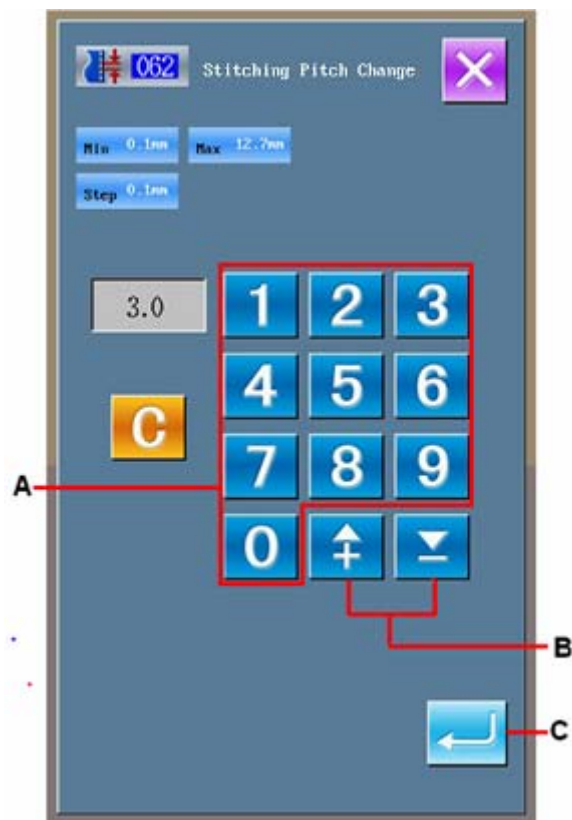 062 Stitching Pitch Change
Min 0.1mm Max 12.7mm
Step 0.1mm
3.0 1 2 3
4 5 6
C
7 8 9
A
0
B
C